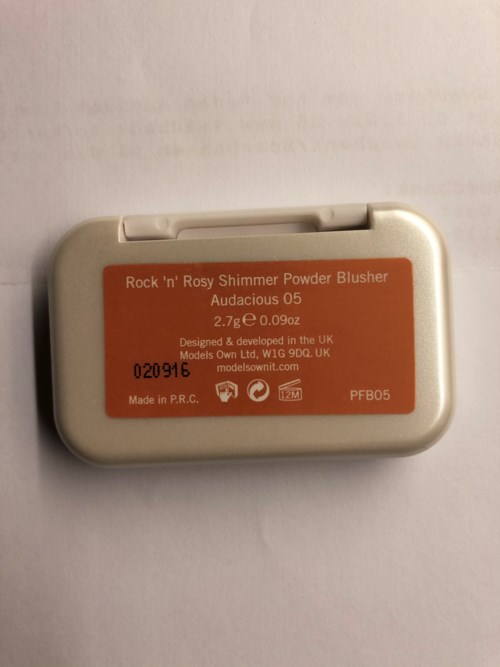 Rock 'n' Rosy Shimmer Powder Blusher
Audacious 05
2.7g℮ 0.09oz
Designed & developed in the UK
Models Own Ltd, W1G 9DQ. UK
modelsownit.com
020916
Made in P.R.C.
12M
PFB05